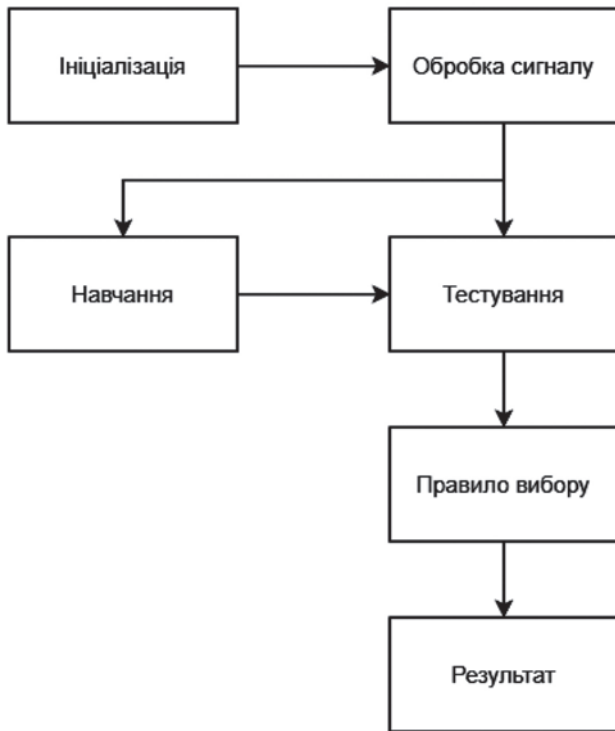 Ініціалізація
Обробка сигналу
Навчання
Тестування
Правило вибору
Результат